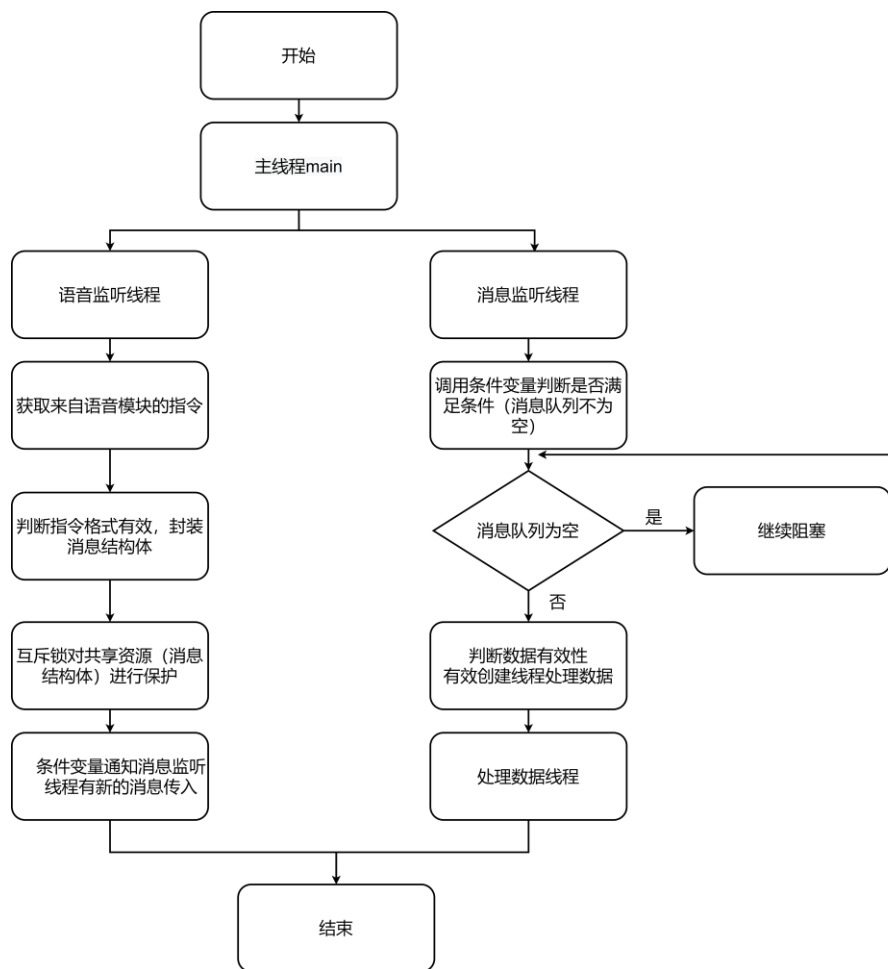 开始
主线程main
语音监听线程
消息监听线程
获取来自语音模块的指令
调用条件变量判断是否满
足条件（消息队列不为
空）
判断指令格式有效，封装
消息结构体
消息队列为空
是
继续阻塞
否
互斥锁对共享资源（消息
结构体）进行保护
判断数据有效性
有效创建线程处理数据
条件变量通知消息监听
线程有新的消息传入
处理数据线程
结束